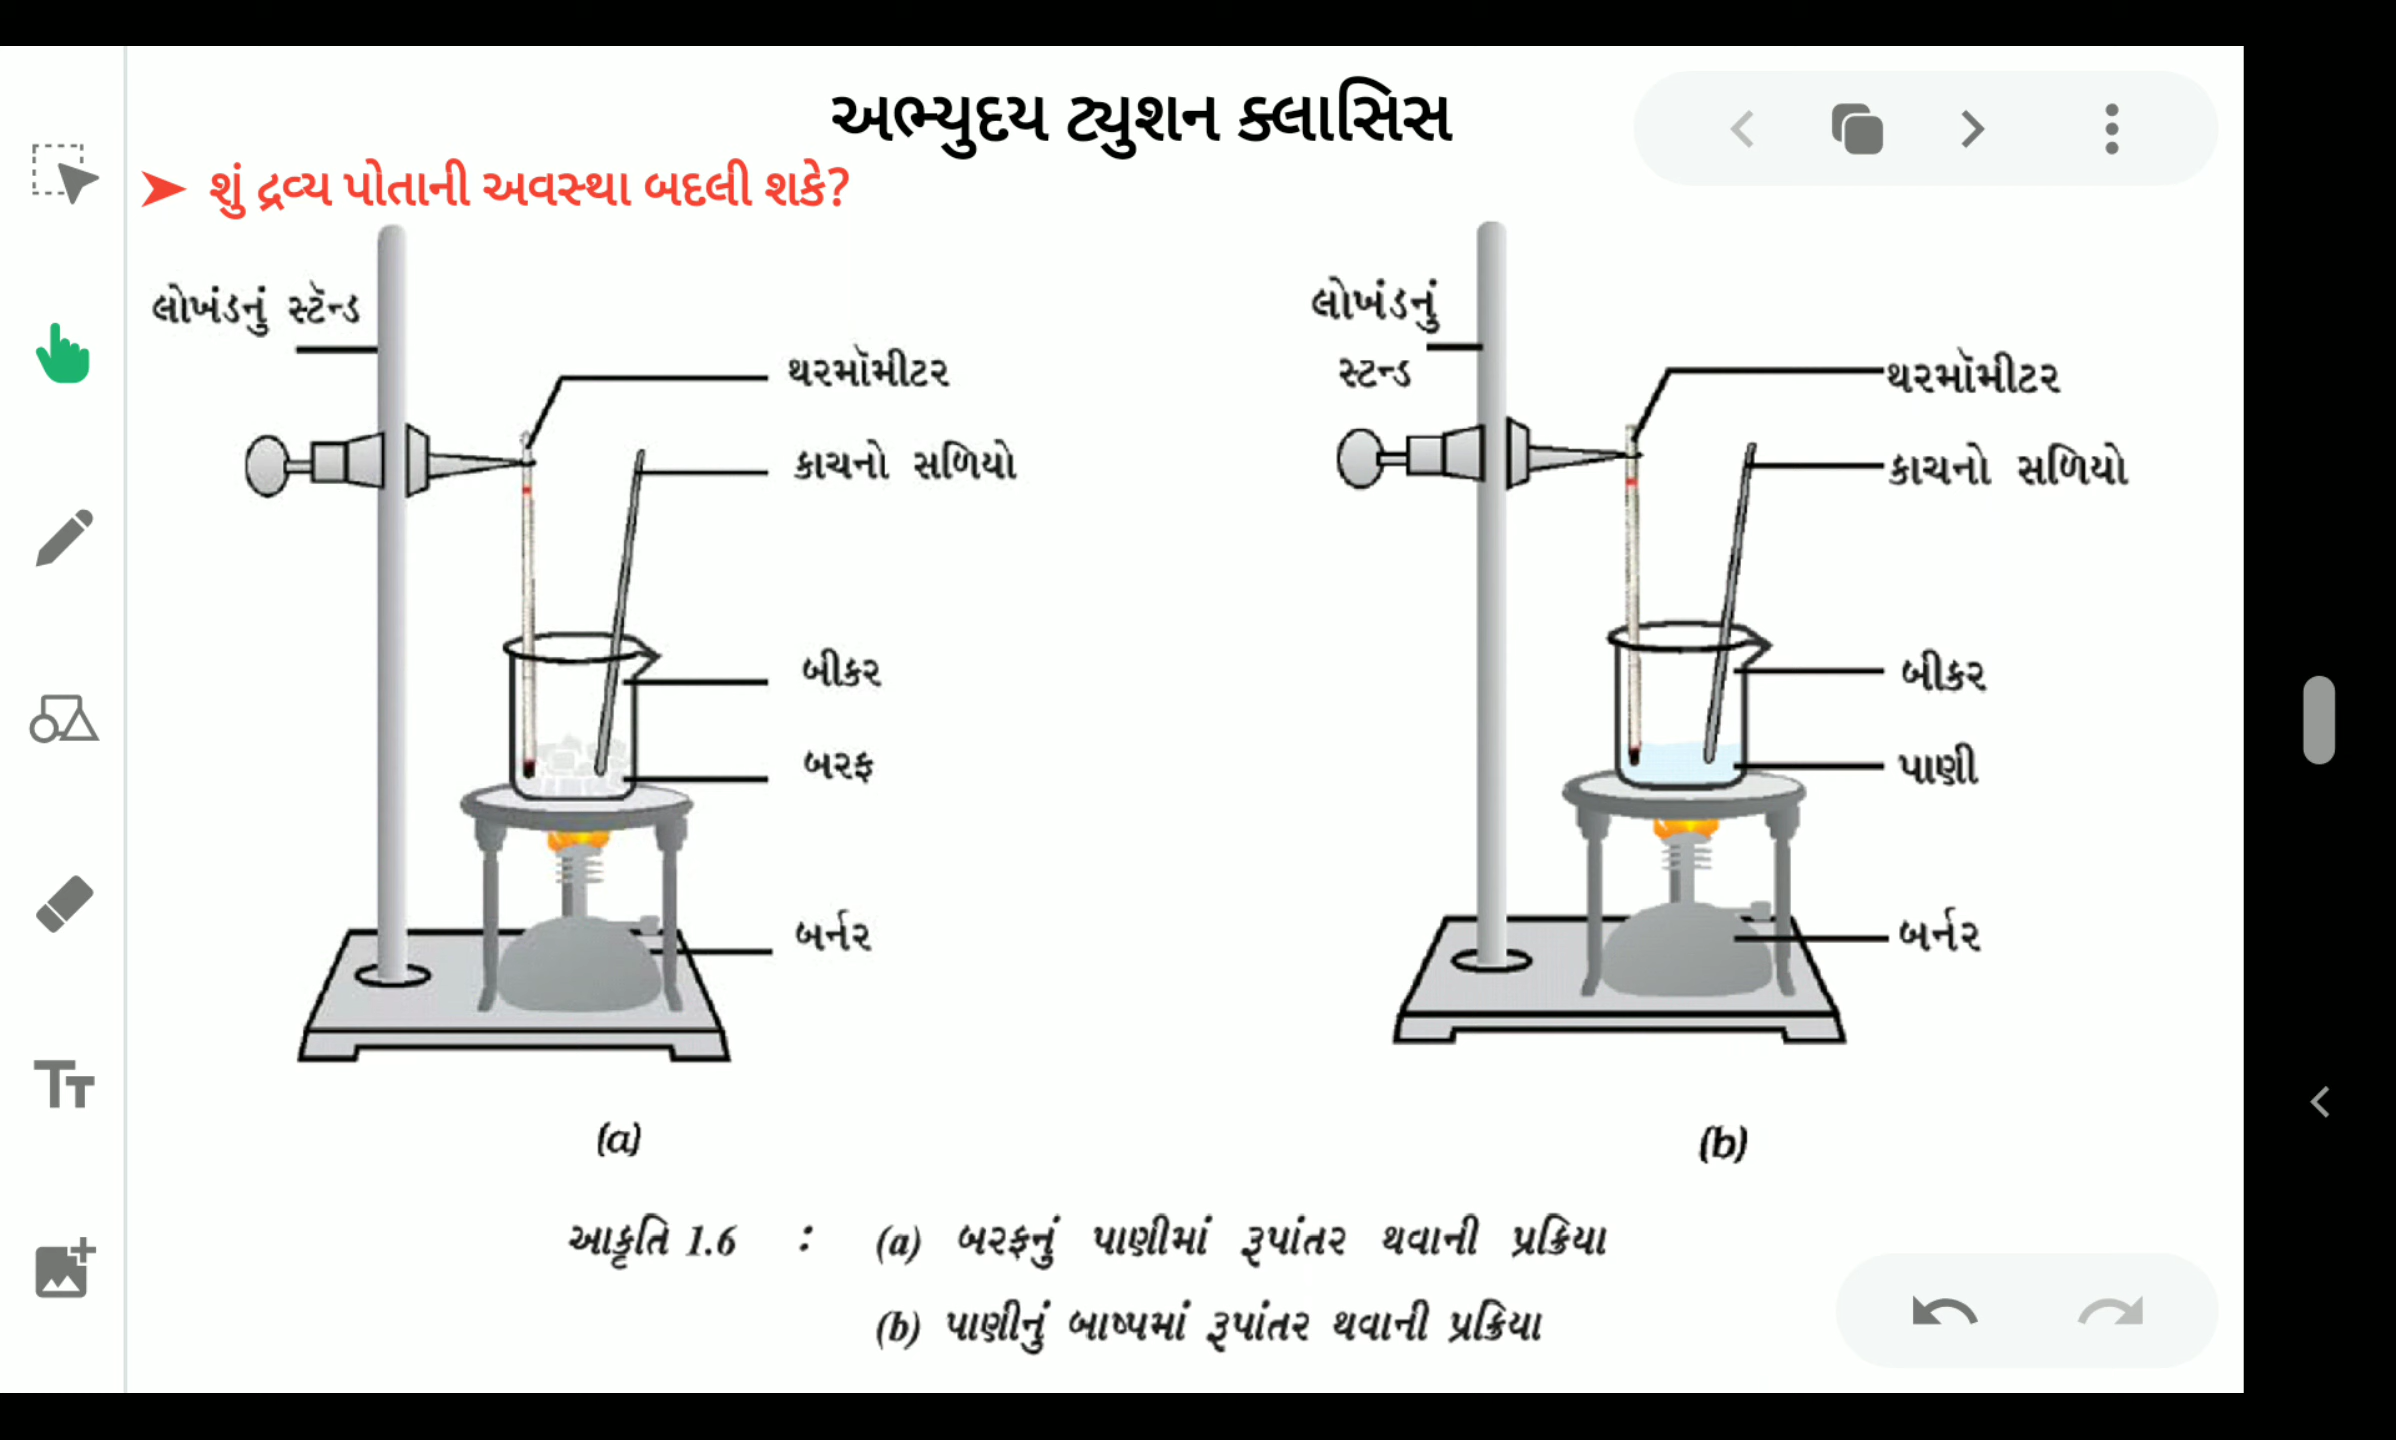 અભ્યુદય ટ્યુશન ક્લાસિસ
➤ શું દ્રવ્ય પોતાની અવસ્થા બદલી શકે?
લોખંડનું સ્ટૅન્ડ
થરમૉમીટર
કાચનો સળિયો
બીકર
બરફ
બર્નર
(a)
લોખંડનું
સ્ટન્ડ
થરમૉમીટર
કાચનો સળિયો
બીકર
પાણી
બર્નર
(b)
આકૃતિ 1.6 : (a) બરફનું પાણીમાં રૂપાંતર થવાની પ્રક્રિયા
(b) પાણીનું બાષ્પમાં રૂપાંતર થવાની પ્રક્રિયા